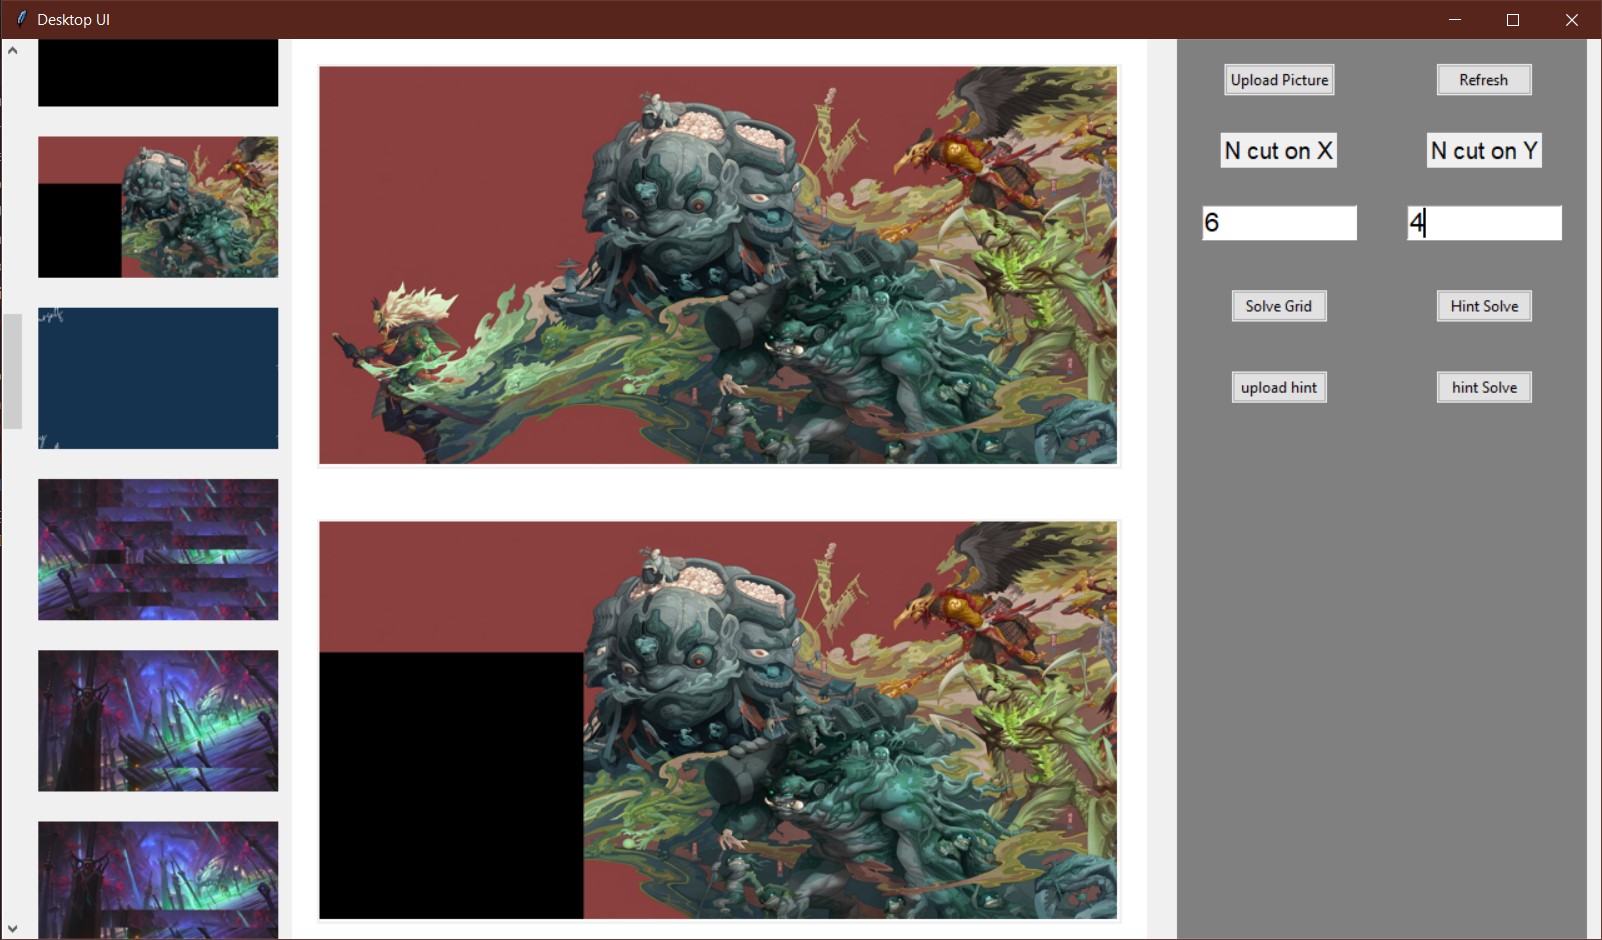 Desktop UI
Upload Picture
Refresh
N cut on X
N cut on Y
6
4
Solve Grid
Hint Solve
upload hint
hint Solve